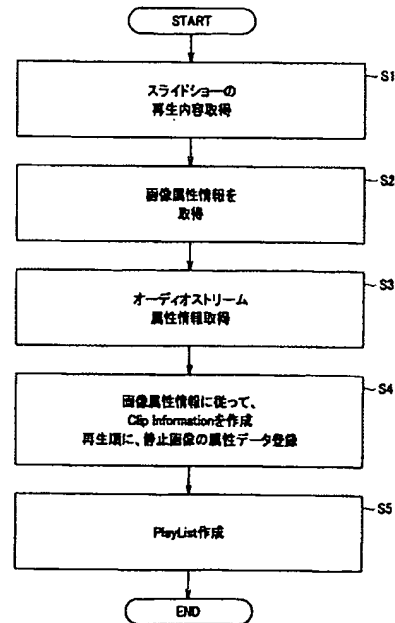 START
スライドショーの
再生内容取得
S1
画像属性情報を
取得
S2
オーディオストリーム
属性情報取得
S3
画像属性情報に従って、
Clip Informationを作成
再生順に、静止画像の属性データ登録
S4
PlayList作成
S5
END